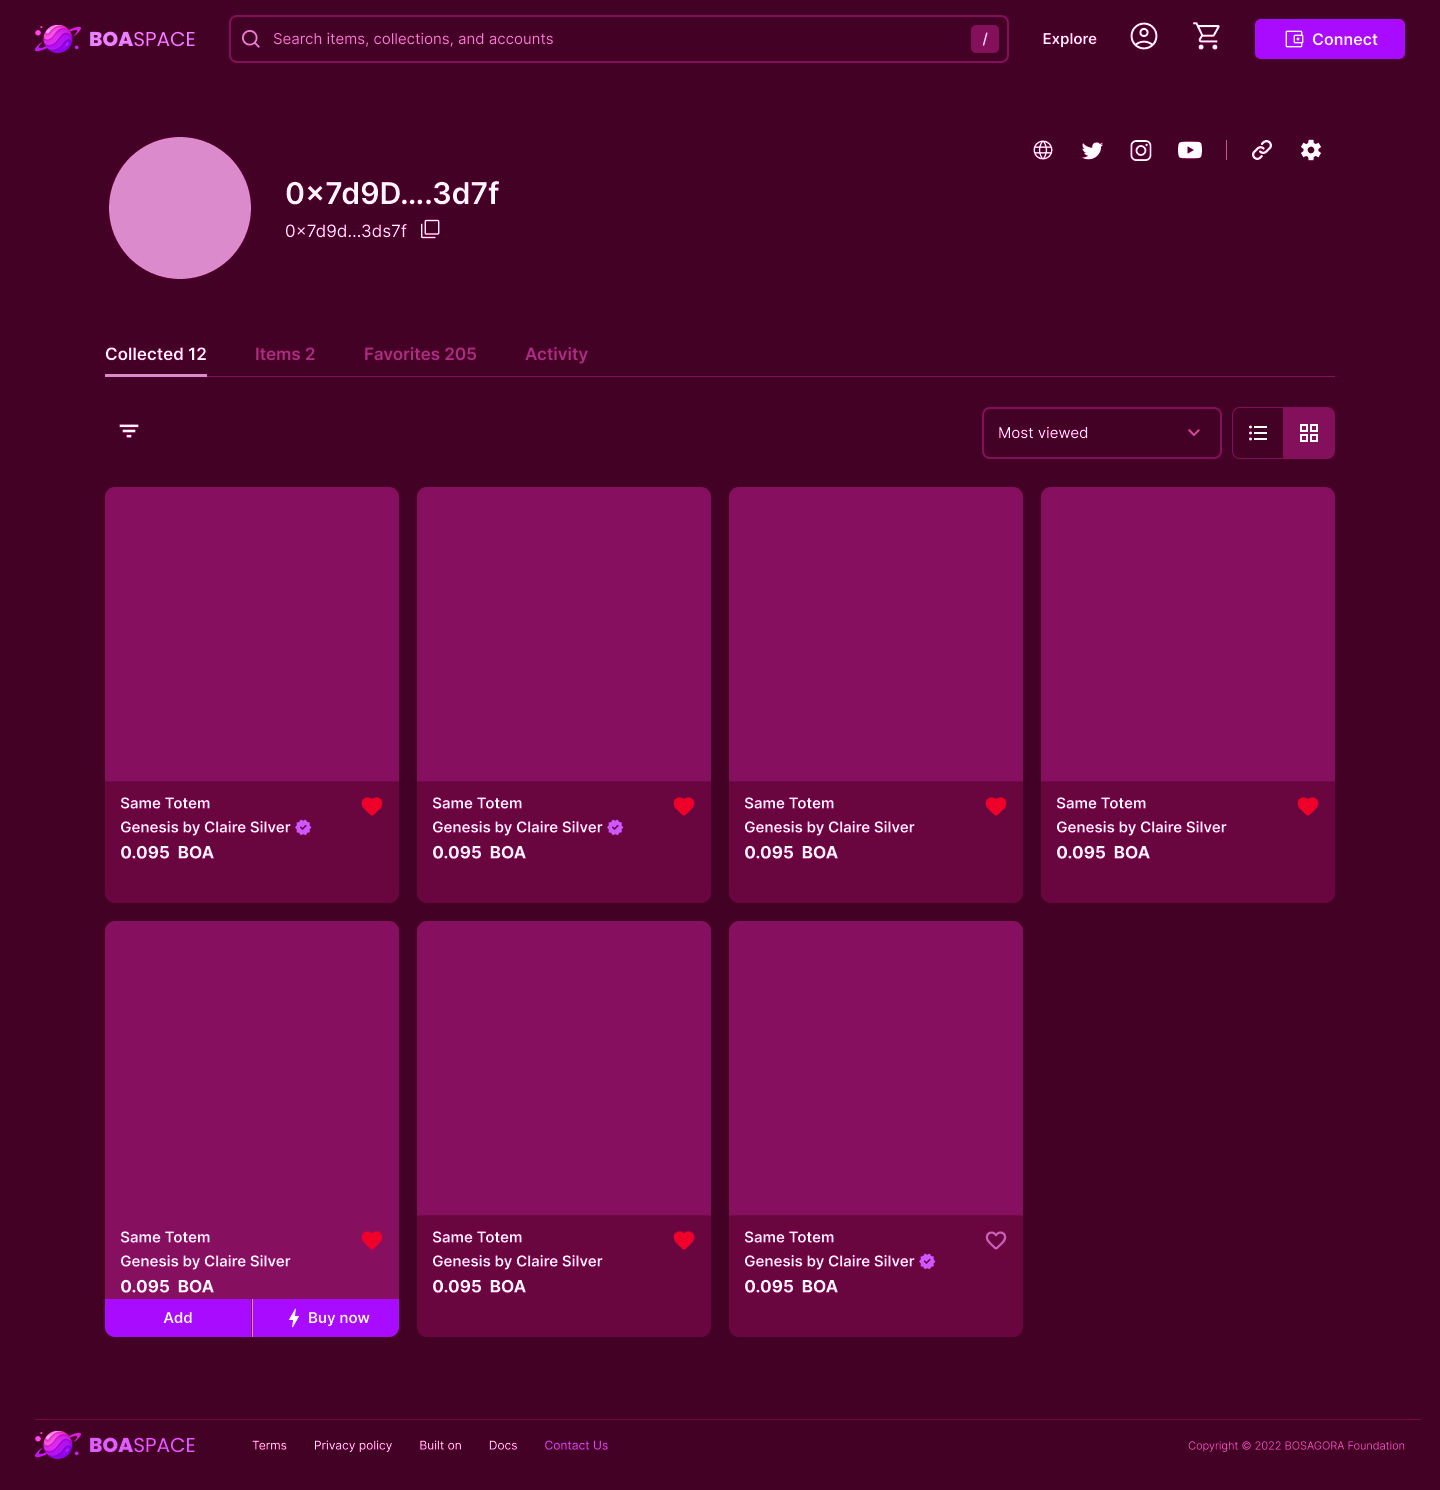 BOASPACE
Search items, collections, and accounts
/
Explore
Connect
0×7d9D....3d7f
0×7d9d...3ds7f
Collected 12
Items 2
Favorites 205
Activity
Most viewed
Same Totem
Genesis by Claire Silver
0.095 BOA
Same Totem
Genesis by Claire Silver
0.095 BOA
Same Totem
Genesis by Claire Silver
0.095 BOA
Same Totem
Genesis by Claire Silver
0.095 BOA
Same Totem
Genesis by Claire Silver
0.095 BOA
Add
Buy now
Same Totem
Genesis by Claire Silver
0.095 BOA
Same Totem
Genesis by Claire Silver
0.095 BOA
BOASPACE
Terms
Privacy policy
Built on
Docs
Contact Us
Copyright © 2022 BOSAGORA Foundation